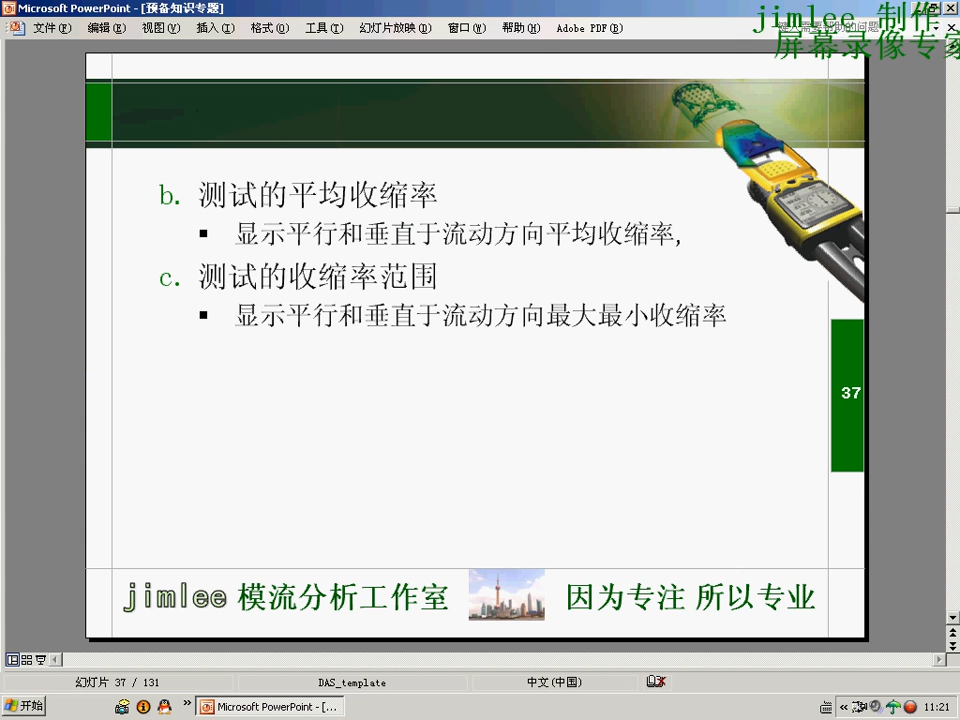 Microsoft PowerPoint - [预备知识专题]
jimlee 制作
文件(F) 编辑(E) 视图(V) 插入(I) 格式(O) 工具(T) 幻灯片放映(D) 窗口(W) 帮助(H) Adobe PDF(B)
屏幕录像专家
b. 测试的平均收缩率
▪ 显示平行和垂直于流动方向平均收缩率,
c. 测试的收缩率范围
▪ 显示平行和垂直于流动方向最大最小收缩率
37
jimlee 模流分析工作室 因为专注 所以专业
幻灯片 37 / 131 DAS_template 中文(中国)
开始 » Microsoft PowerPoint - [... « 11:21